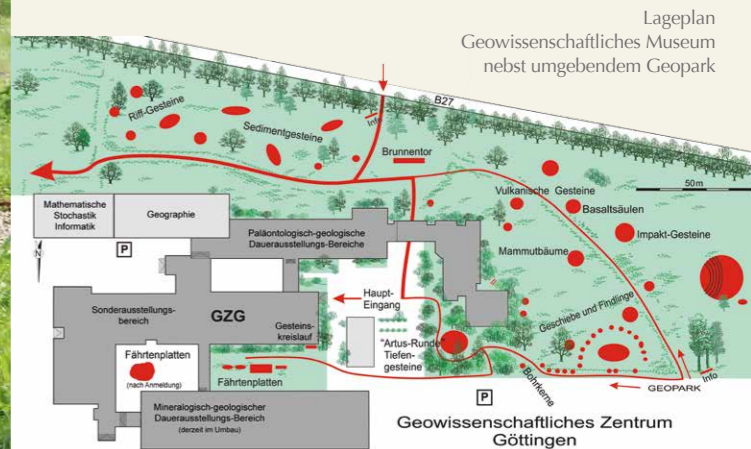 Lageplan
Geowissenschaftliches Museum
nebst umgebendem Geopark
B27
Info
Riff-Gesteine
Sedimentgesteine
Brunnentor
Vulkanische Gesteine
50m
Basaltsäulen
Impakt-Gesteine
Mammutbäume
Mathematische
Stochastik
Informatik
Geographie
P
N
Paläontologisch-geologische
Dauerausstellungs-Bereiche
Haupt-
Eingang
Sonderausstellungs-
bereich
GZG
Gesteins-
kreislauf
"Artus-Runde"
Tiefen-
gesteine
Geschiebe und Findlinge
Fährtenplatten
(nach Anmeldung)
Fährtenplatten
Bohrkerne
Info
GEOPARK
P
Mineralogisch-geologischer
Dauerausstellungs-Bereich
(derzeit im Umbau)
Geowissenschaftliches Zentrum
Göttingen